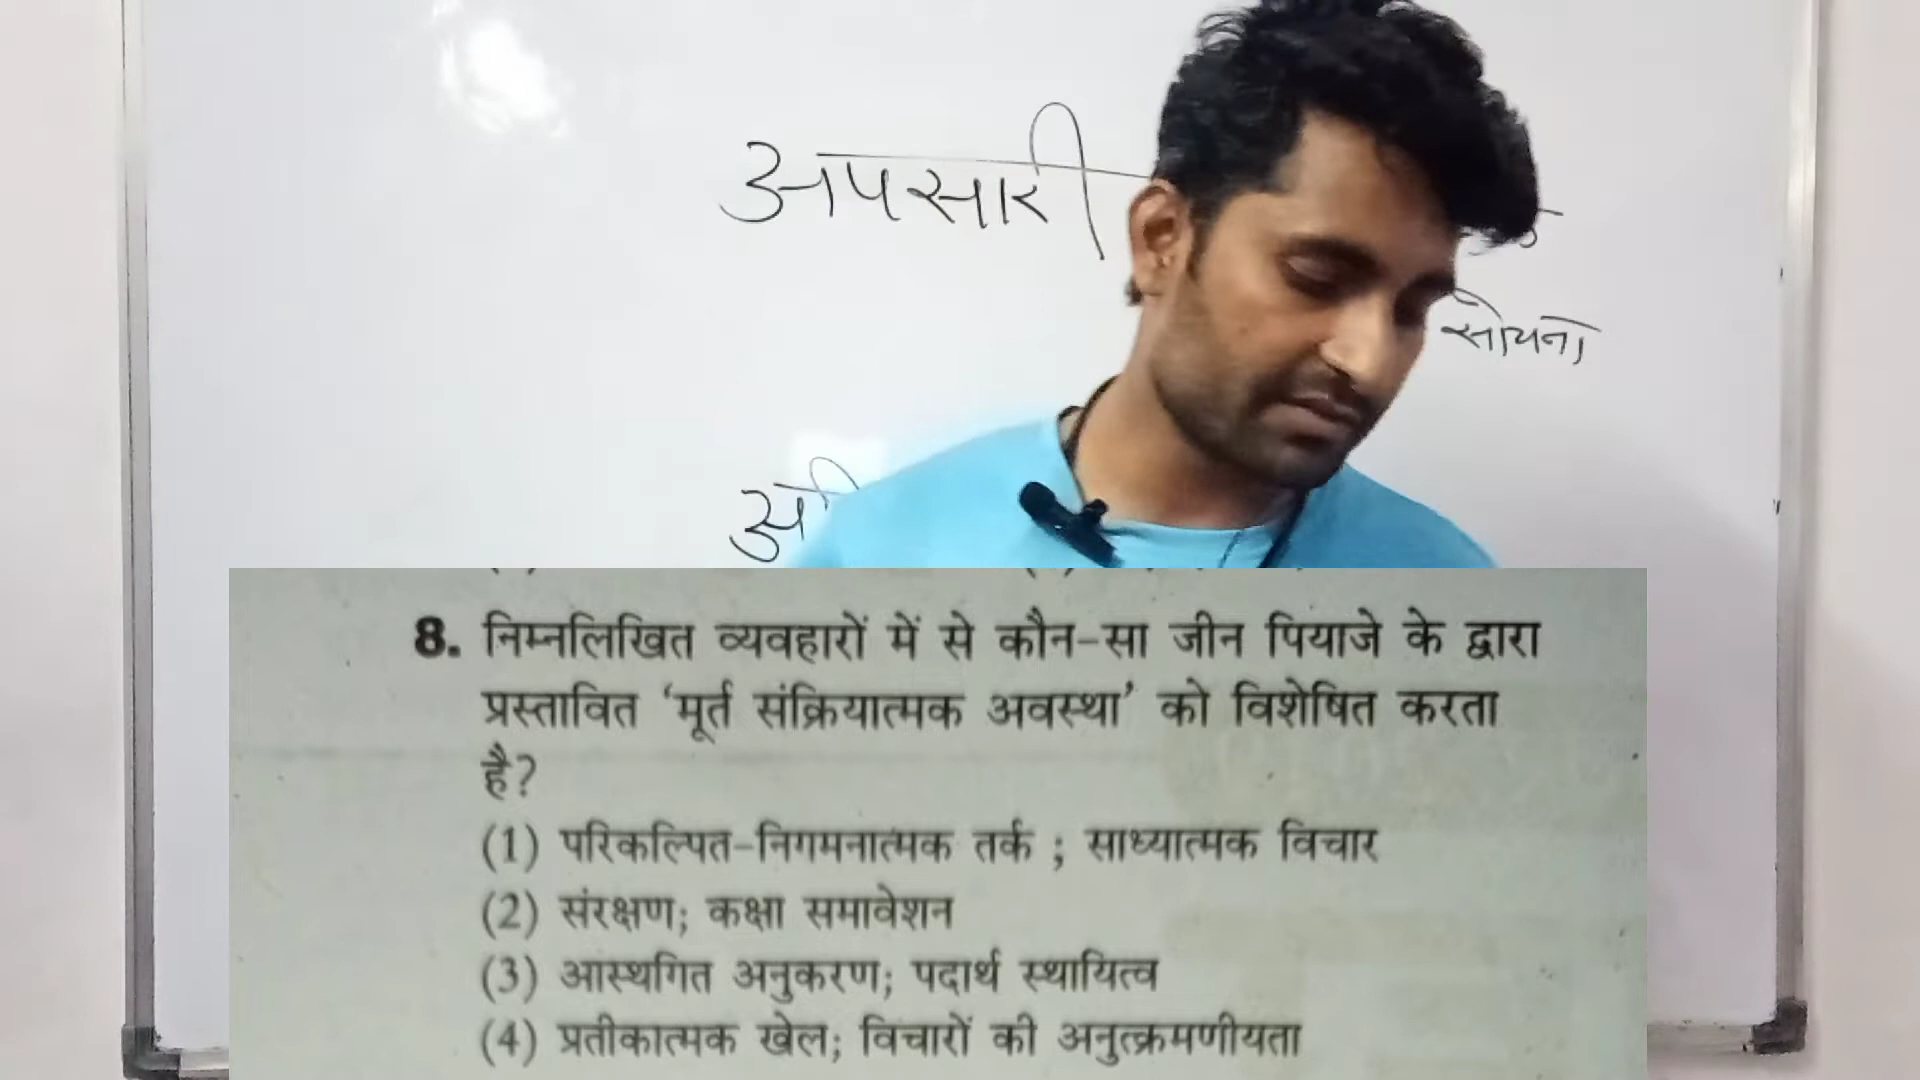 अपसारी
सोचना
8. निम्नलिखित व्यवहारों में से कौन-सा जीन पियाजे के द्वारा
प्रस्तावित ‘मूर्त संक्रियात्मक अवस्था’ को विशेषित करता
है?
(1) परिकल्पित-निगमनात्मक तर्क ; साध्यात्मक विचार
(2) संरक्षण; कक्षा समावेशन
(3) आस्थगित अनुकरण; पदार्थ स्थायित्व
(4) प्रतीकात्मक खेल; विचारों की अनुत्क्रमणीयता